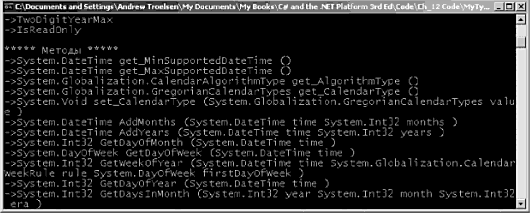 C:\Documents and Settings\Andrew Troelsen\My Documents\My Books\C# and the .NET Platform 3rd Ed\Code\Ch_12 Code\MyTy...
->TwoDigitYearMax
->IsReadOnly
***** Методы *****
->System.DateTime get_MinSupportedDateTime ()
->System.DateTime get_MaxSupportedDateTime ()
->System.Globalization.CalendarAlgorithmType get_AlgorithmType ()
->System.Globalization.GregorianCalendarTypes get_CalendarType ()
->System.Void set_CalendarType (System.Globalization.GregorianCalendarTypes valu
e )
->System.DateTime AddMonths (System.DateTime time System.Int32 months )
->System.DateTime AddYears (System.DateTime time System.Int32 years )
->System.Int32 GetDayOfMonth (System.DateTime time )
->System.DayOfWeek GetDayOfWeek (System.DateTime time )
->System.Int32 GetWeekOfYear (System.DateTime time System.Globalization.Calendar
WeekRule rule System.DayOfWeek firstDayOfWeek )
->System.Int32 GetDayOfYear (System.DateTime time )
->System.Int32 GetDaysInMonth (System.Int32 year System.Int32 month System.Int32
era )